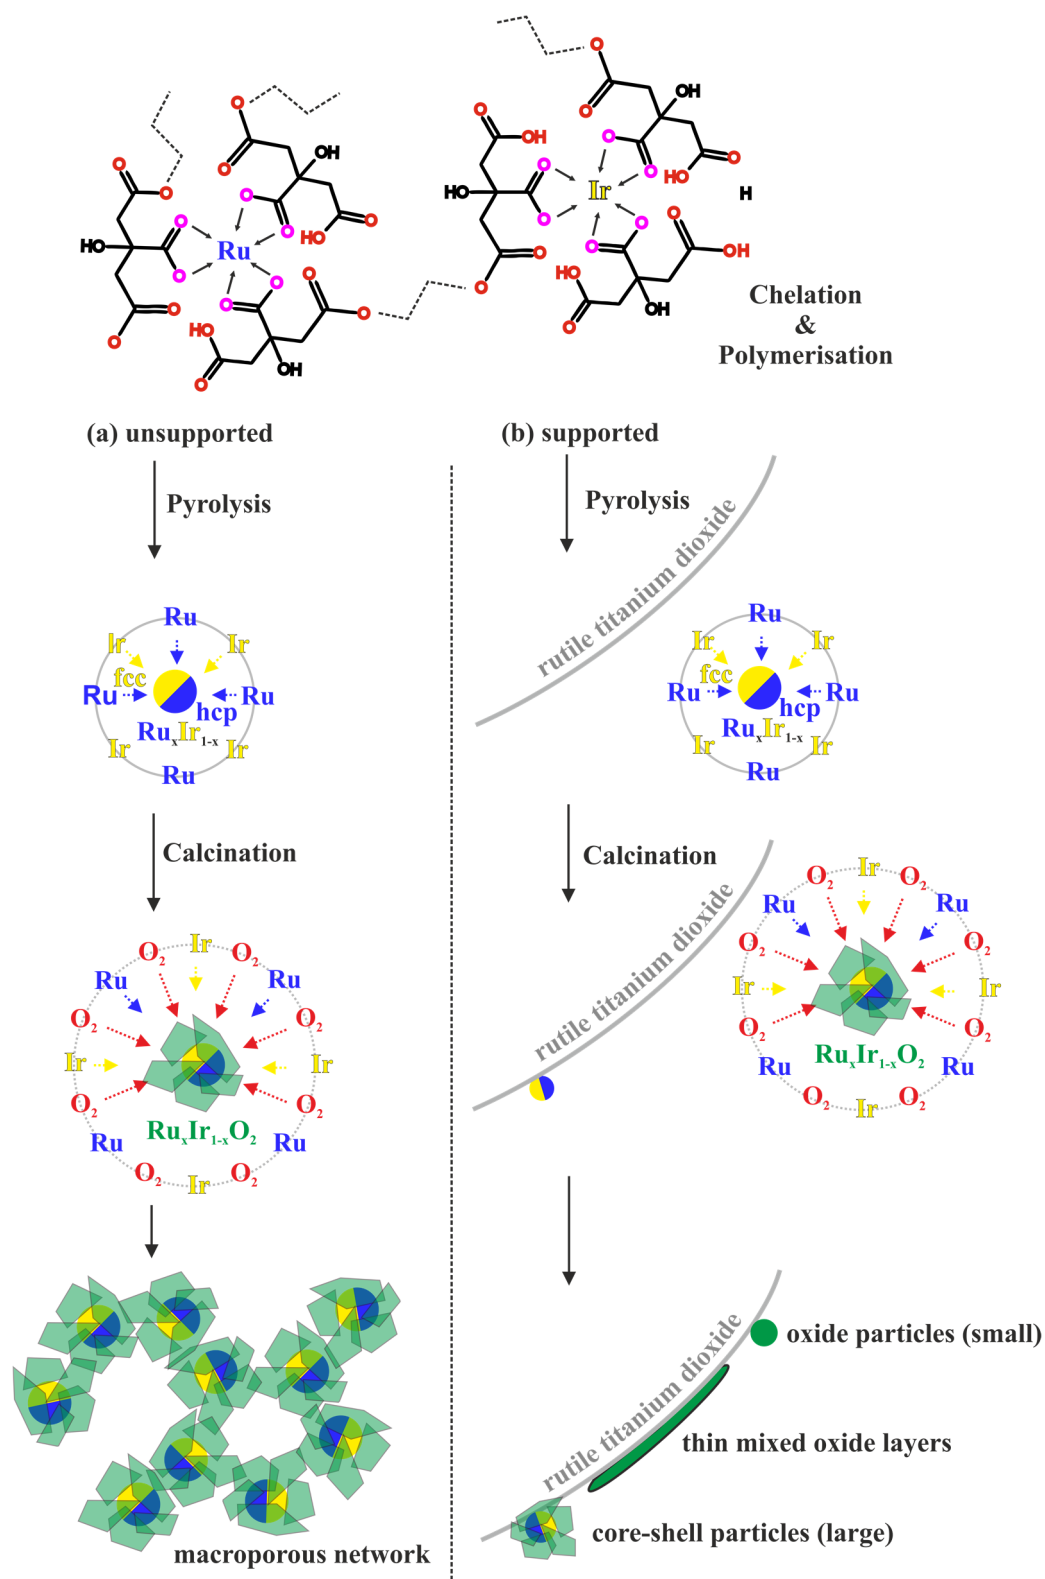 O
O
OH
O
O
O
HO
O
H
O
O
OH
O
O
OH
O
HO
O
O
Ir
O
O
O
OH
HO
O
OH
O
O
O
HO
O
O
O
O
OH
O
O
O
HO
O
Ru
O
O
O
O
HO
O
OH
Chelation
&
Polymerisation
(a) unsupported
(b) supported
Pyrolysis
Pyrolysis
rutile titanium dioxide
Ru
Ir
Ir
fcc
Ru
Ru
hcp
RuxIr1-x
Ir
Ir
Ru
Ru
Ir
Ir
fcc
Ru
Ru
hcp
RuxIr1-x
Ir
Ir
Ru
Calcination
Calcination
rutile titanium dioxide
Ir
O2
O2
Ru
Ru
O2
O2
Ir
Ir
O2
O2
RuxIr1-xO2
Ru
Ru
O2
O2
Ir
Ir
O2
O2
Ru
Ru
O2
O2
Ir
Ir
O2
O2
RuxIr1-xO2
Ru
Ru
O2
O2
Ir
macroporous network
rutile titanium dioxide
oxide particles (small)
thin mixed oxide layers
core-shell particles (large)